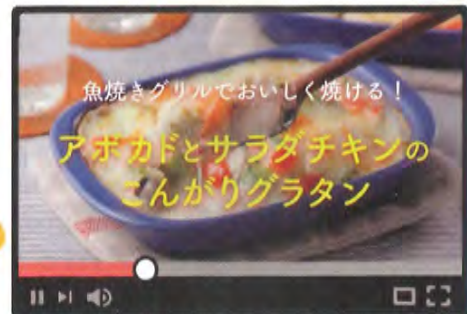 魚焼きグリルでおいしく焼ける！
アボカドとサラダチキンの
こんがりグラタン